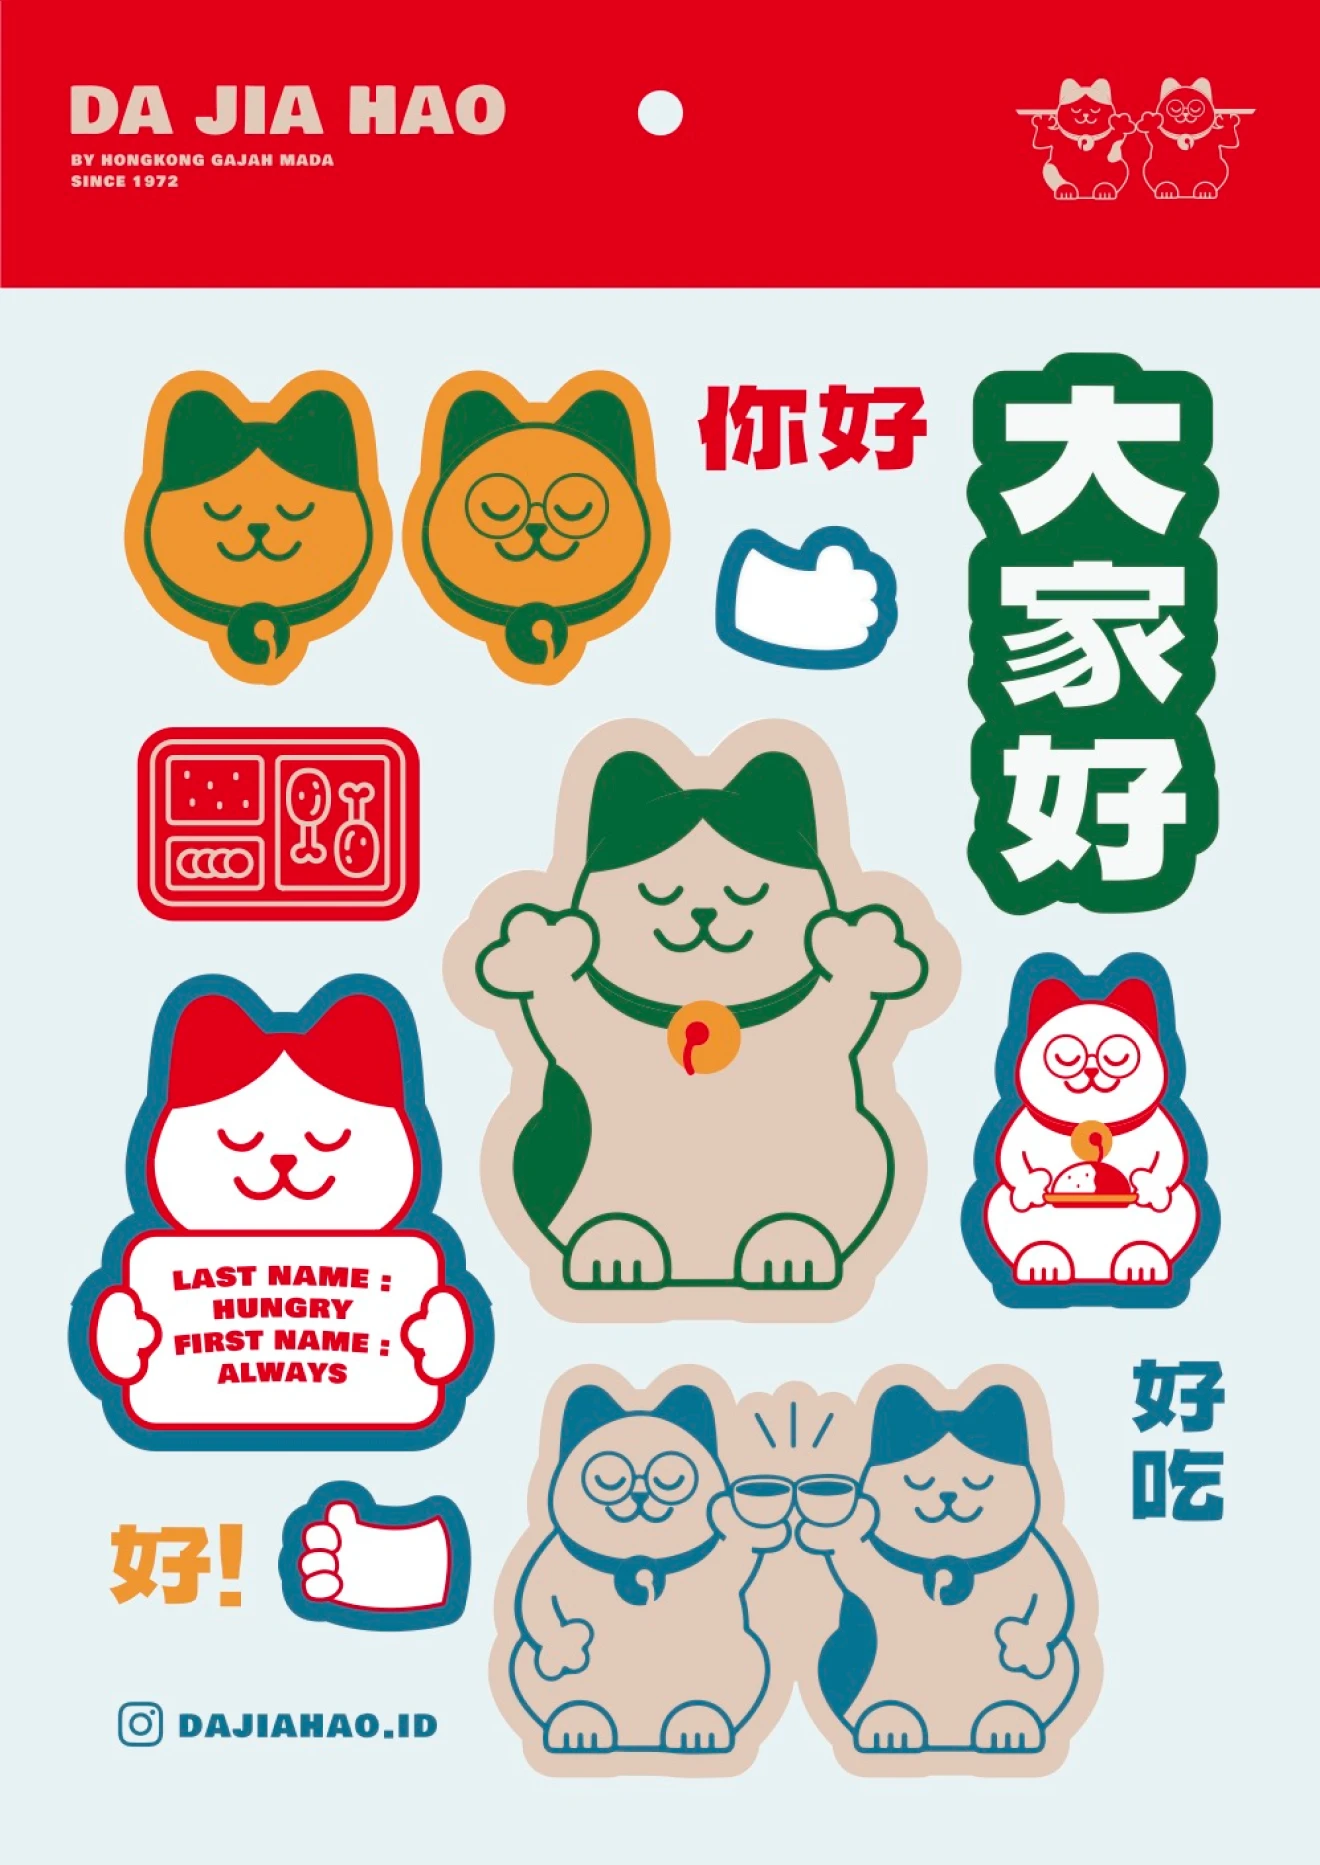 DA JIA HAO
BY HONGKONG GAJAH MADA
SINCE 1972
你好
大
家
好
LAST NAME :
HUNGRY
FIRST NAME :
ALWAYS
好
吃
好!
DAJIAHAO.ID